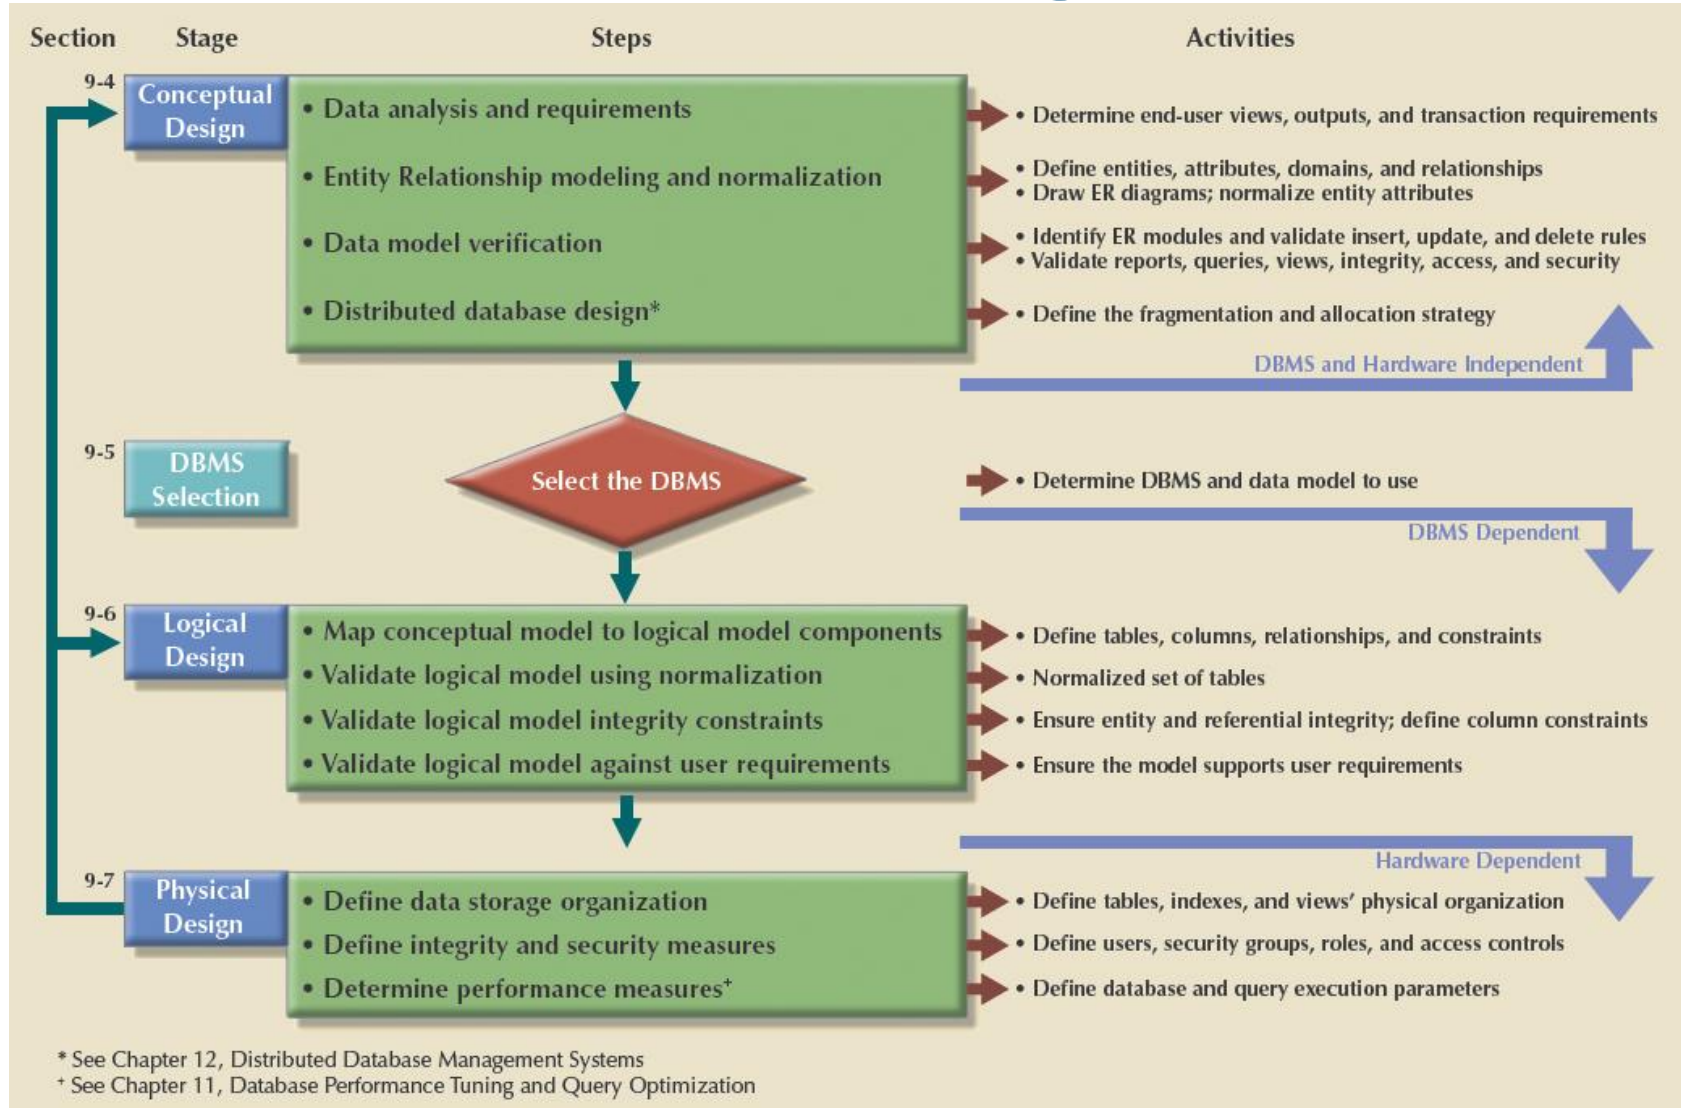 Section Stage Steps Activities
9-4
Conceptual
Design
• Data analysis and requirements
• Determine end-user views, outputs, and transaction requirements
• Entity Relationship modeling and normalization
• Define entities, attributes, domains, and relationships
• Draw ER diagrams; normalize entity attributes
• Data model verification
• Identify ER modules and validate insert, update, and delete rules
• Validate reports, queries, views, integrity, access, and security
• Distributed database design*
• Define the fragmentation and allocation strategy
DBMS and Hardware Independent
9-5
DBMS
Selection
Select the DBMS
• Determine DBMS and data model to use
DBMS Dependent
9-6
Logical
Design
• Map conceptual model to logical model components
• Define tables, columns, relationships, and constraints
• Validate logical model using normalization
• Normalized set of tables
• Validate logical model integrity constraints
• Ensure entity and referential integrity; define column constraints
• Validate logical model against user requirements
• Ensure the model supports user requirements
Hardware Dependent
9-7
Physical
Design
• Define data storage organization
• Define tables, indexes, and views’ physical organization
• Define integrity and security measures
• Define users, security groups, roles, and access controls
• Determine performance measures⁺
• Define database and query execution parameters
* See Chapter 12, Distributed Database Management Systems
⁺ See Chapter 11, Database Performance Tuning and Query Optimization